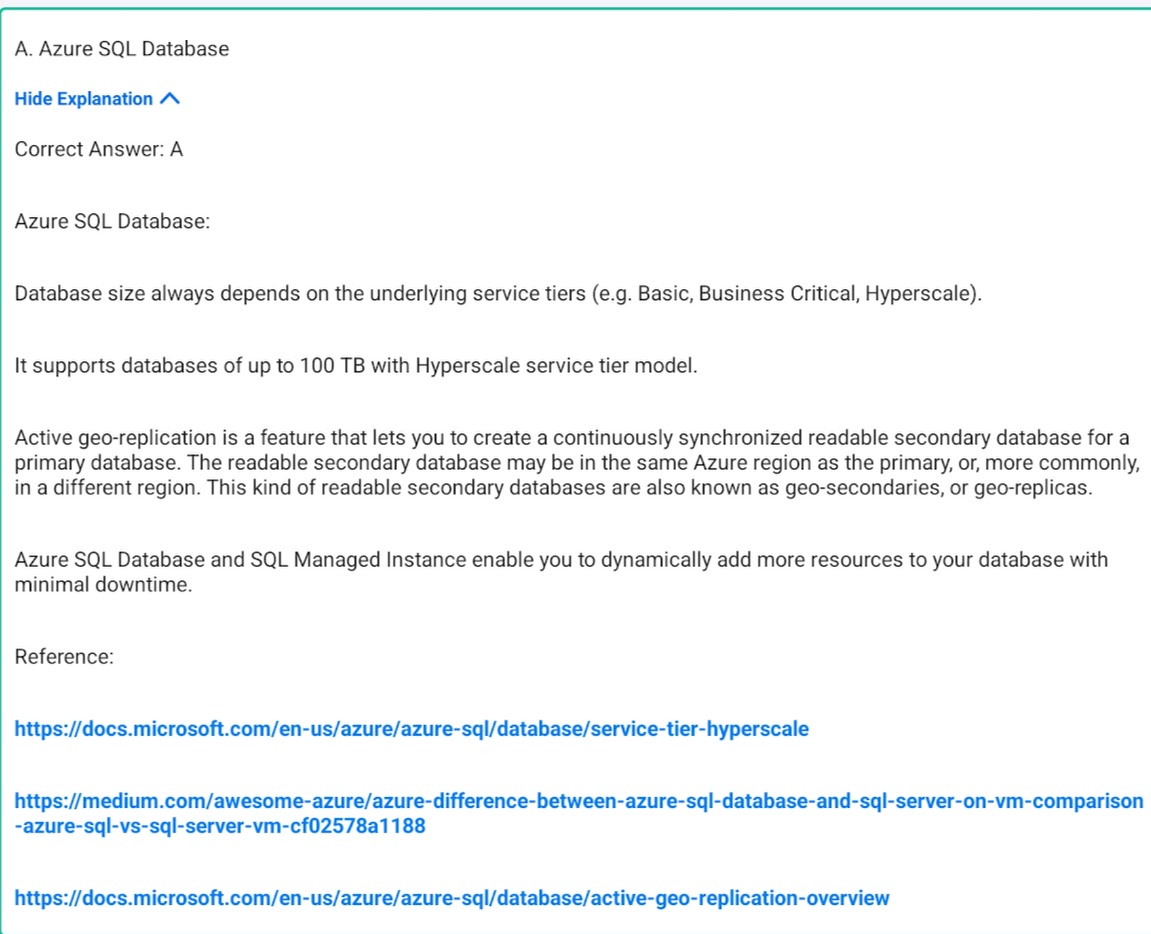 A. Azure SQL Database
Hide Explanation
Correct Answer: A
Azure SQL Database:
Database size always depends on the underlying service tiers (e.g. Basic, Business Critical, Hyperscale).
It supports databases of up to 100 TB with Hyperscale service tier model.
Active geo-replication is a feature that lets you to create a continuously synchronized readable secondary database for a
primary database. The readable secondary database may be in the same Azure region as the primary, or, more commonly,
in a different region. This kind of readable secondary databases are also known as geo-secondaries, or geo-replicas.
Azure SQL Database and SQL Managed Instance enable you to dynamically add more resources to your database with
minimal downtime.
Reference:
https://docs.microsoft.com/en-us/azure/azure-sql/database/service-tier-hyperscale
https://medium.com/awesome-azure/azure-difference-between-azure-sql-database-and-sql-server-on-vm-comparison
-azure-sql-vs-sql-server-vm-cf02578a1188
https://docs.microsoft.com/en-us/azure/azure-sql/database/active-geo-replication-overview